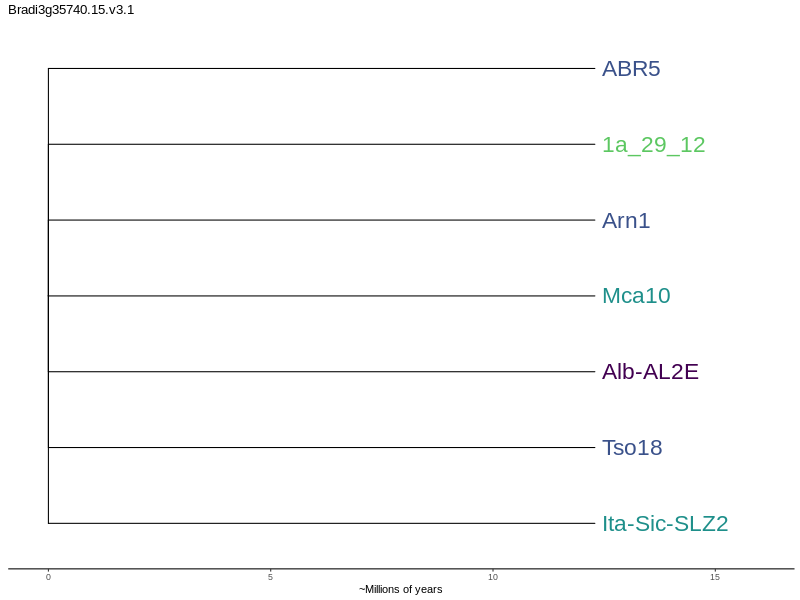 Bradi3g35740.15.v3.1
ABR5
1a_29_12
Arn1
Mca10
Alb-AL2E
Tso18
Ita-Sic-SLZ2
0 5 10 15
~Millions of years